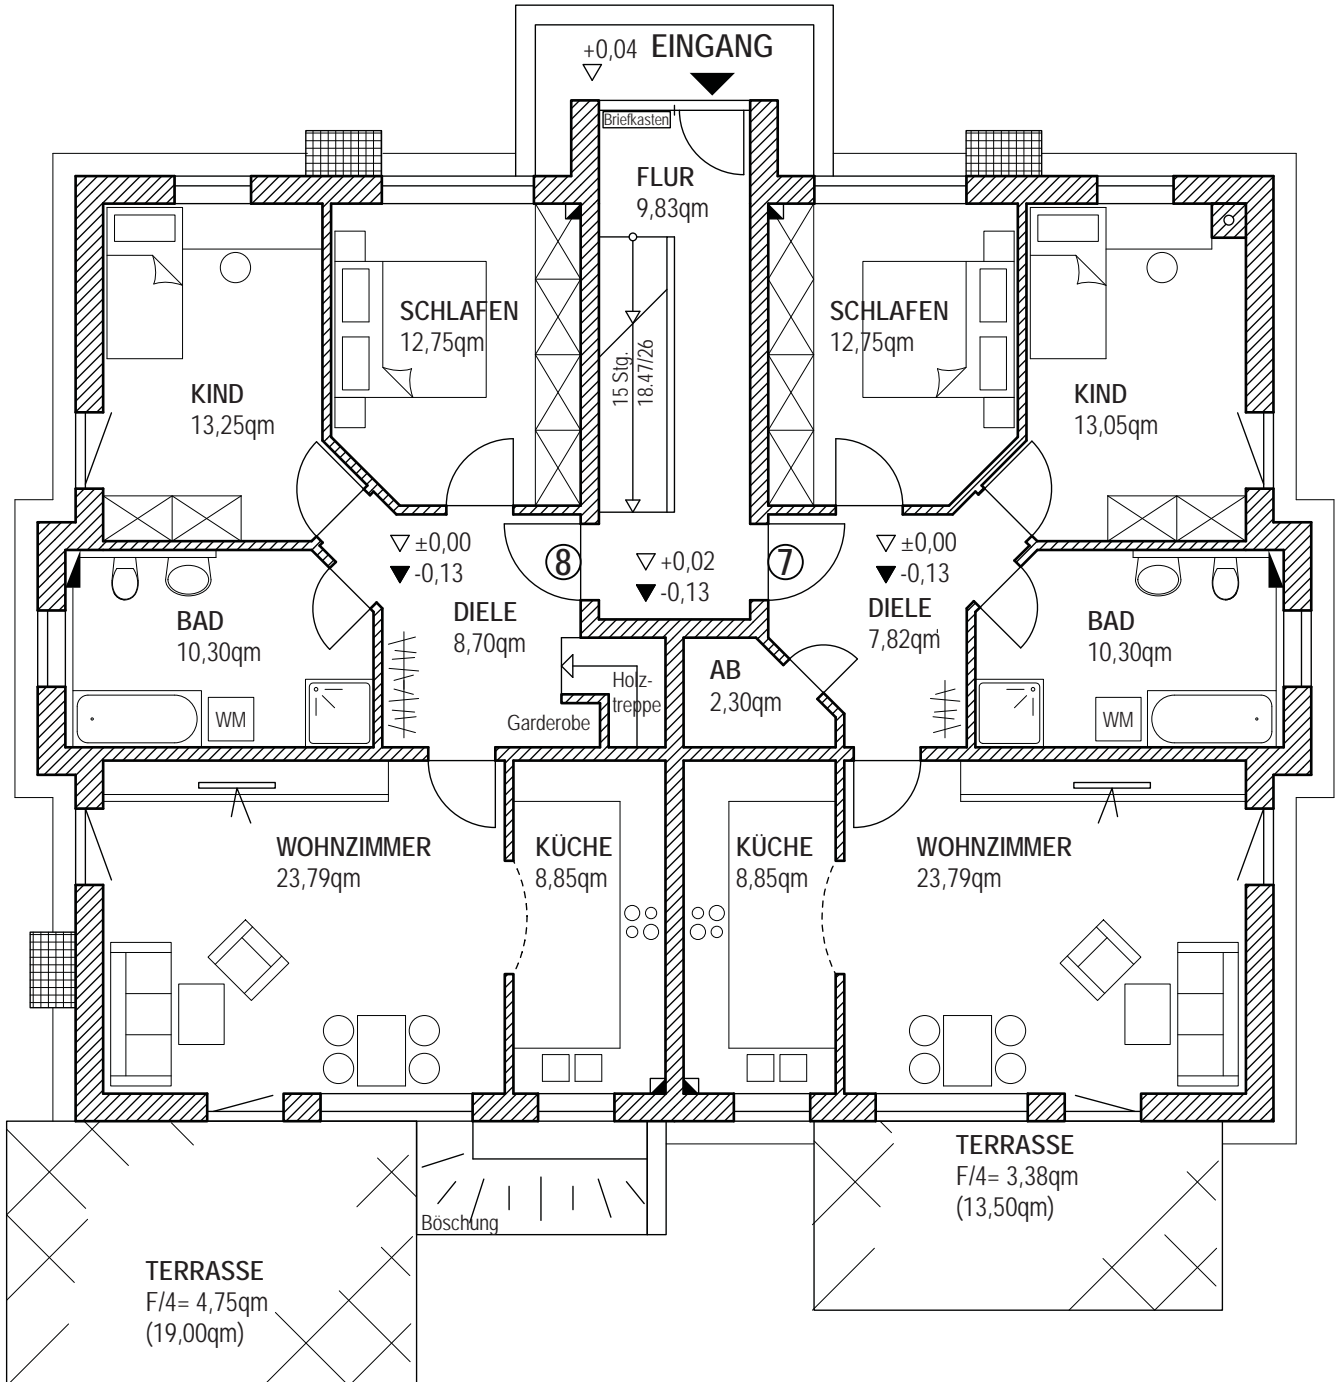 +0,04 EINGANG
Briefkasten
FLUR
9,83qm
SCHLAFEN
12,75qm
SCHLAFEN
12,75qm
15 Stg.
18.47/26
KIND
13,25qm
KIND
13,05qm
±0,00
-0,13
8
+0,02
-0,13
7
±0,00
-0,13
BAD
10,30qm
DIELE
8,70qm
DIELE
7,82qm
BAD
10,30qm
AB
2,30qm
Holz-
treppe
Garderobe
WM
WM
WOHNZIMMER
23,79qm
KÜCHE
8,85qm
KÜCHE
8,85qm
WOHNZIMMER
23,79qm
TERRASSE
F/4= 3,38qm
(13,50qm)
Böschung
TERRASSE
F/4= 4,75qm
(19,00qm)